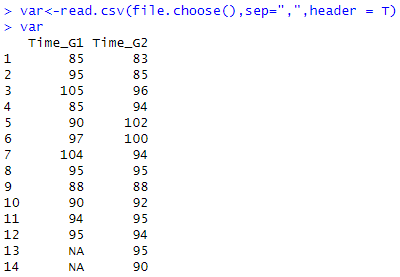 > var<-read.csv(file.choose(),sep=",",header = T)
> var
Time_G1 Time_G2
1 85 83
2 95 85
3 105 96
4 85 94
5 90 102
6 97 100
7 104 94
8 95 95
9 88 88
10 90 92
11 94 95
12 95 94
13 NA 95
14 NA 90